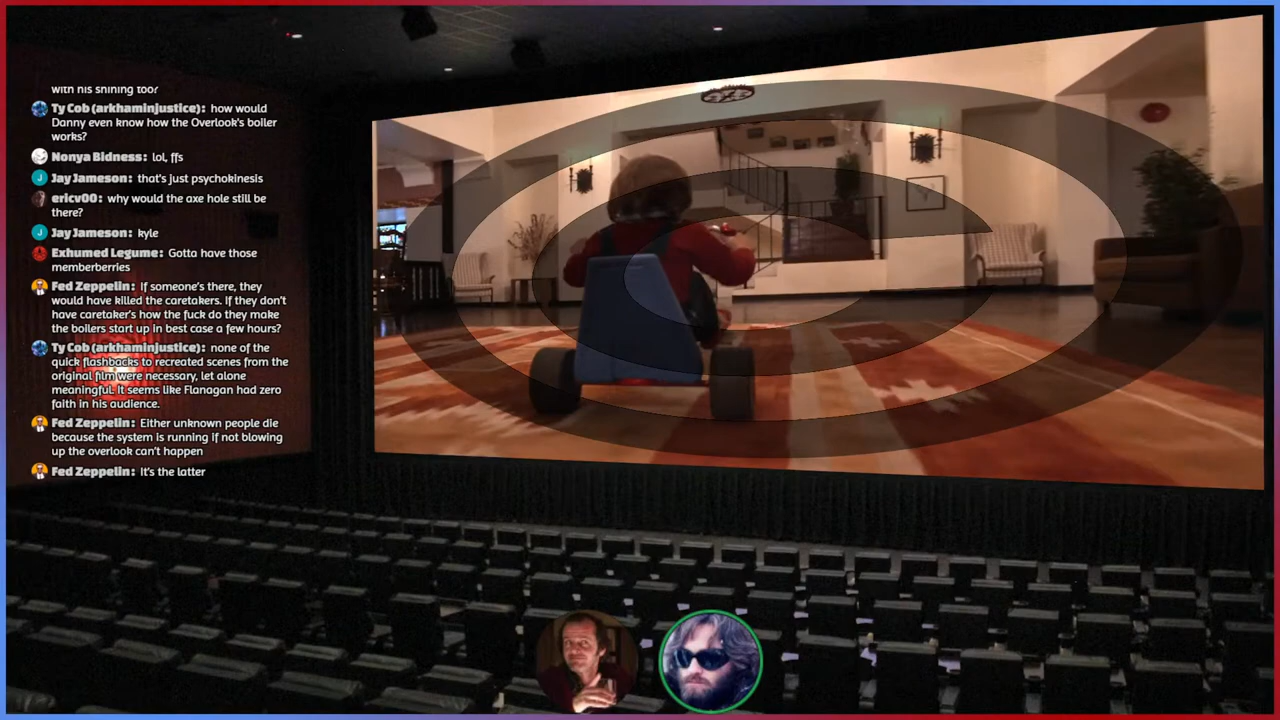 with his shining too?
Ty Cob (arkhaminjustice): how would
Danny even know how the Overlook's boiler
works?
Nonya Bidness: lol, ffs
Jay Jameson: that's just psychokinesis
ericv00: why would the axe hole still be
there?
Jay Jameson: kyle
Exhumed Legume: Gotta have those
memberberries
Fed Zeppelin: If someone's there, they
would have killed the caretakers. If they don't
have caretaker's how the fuck do they make
the boilers start up in best case a few hours?
Ty Cob (arkhaminjustice): none of the
quick flashbacks to recreated scenes from the
original film were necessary, let alone
meaningful. It seems like Flanagan had zero
faith in his audience.
Fed Zeppelin: Either unknown people die
because the system is running if not blowing
up the overlook can't happen
Fed Zeppelin: It's the latter